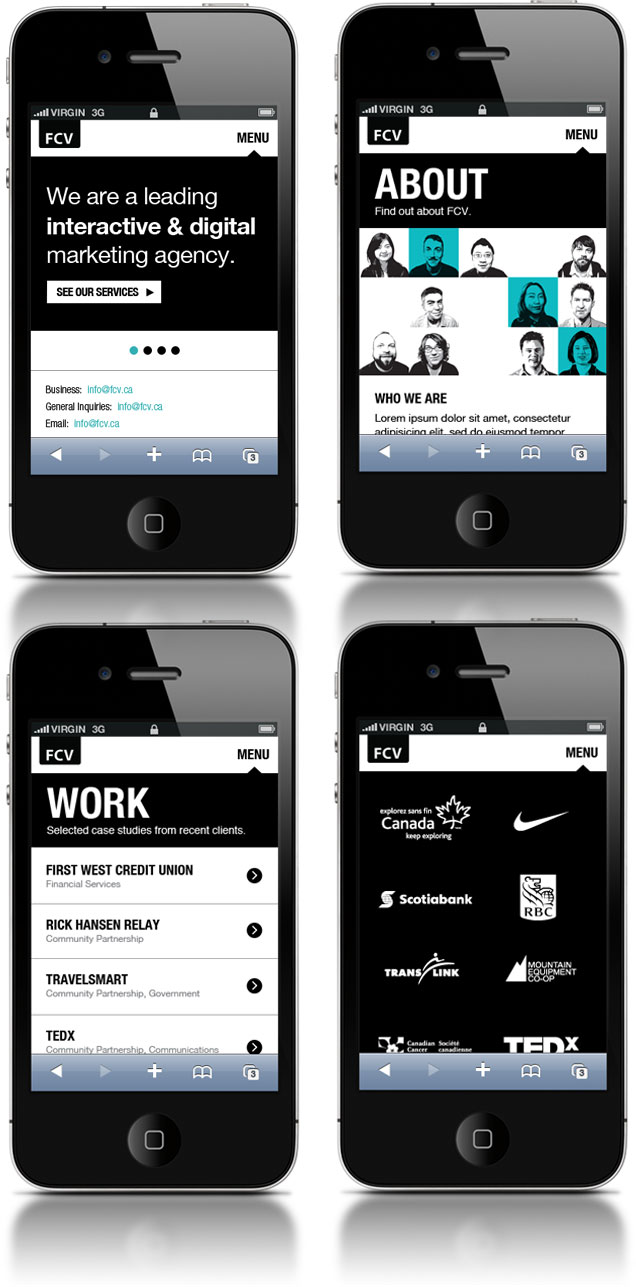 VIRGIN 3G
FCV
MENU
We are a leading
interactive & digital
marketing agency.
SEE OUR SERVICES
Business: info@fcv.ca
General Inquiries: info@fcv.ca
Email: info@fcv.ca
3
VIRGIN 3G
FCV
MENU
ABOUT
Find out about FCV.
WHO WE ARE
Lorem ipsum dolor sit amet, consectetur
adipisicing elit, sed do eiusmod tempor
3
VIRGIN 3G
FCV
MENU
WORK
Selected case studies from recent clients.
FIRST WEST CREDIT UNION
Financial Services
RICK HANSEN RELAY
Community Partnership
TRAVELSMART
Community Partnership, Government
TEDX
Community Partnership, Communications
3
VIRGIN 3G
FCV
MENU
explorez sans fin
Canada
keep exploring
Scotiabank
RBC
TRANSLINK
MOUNTAIN
EQUIPMENT
CO-OP
Canadian Société
Cancer canadienne
TEDx
3